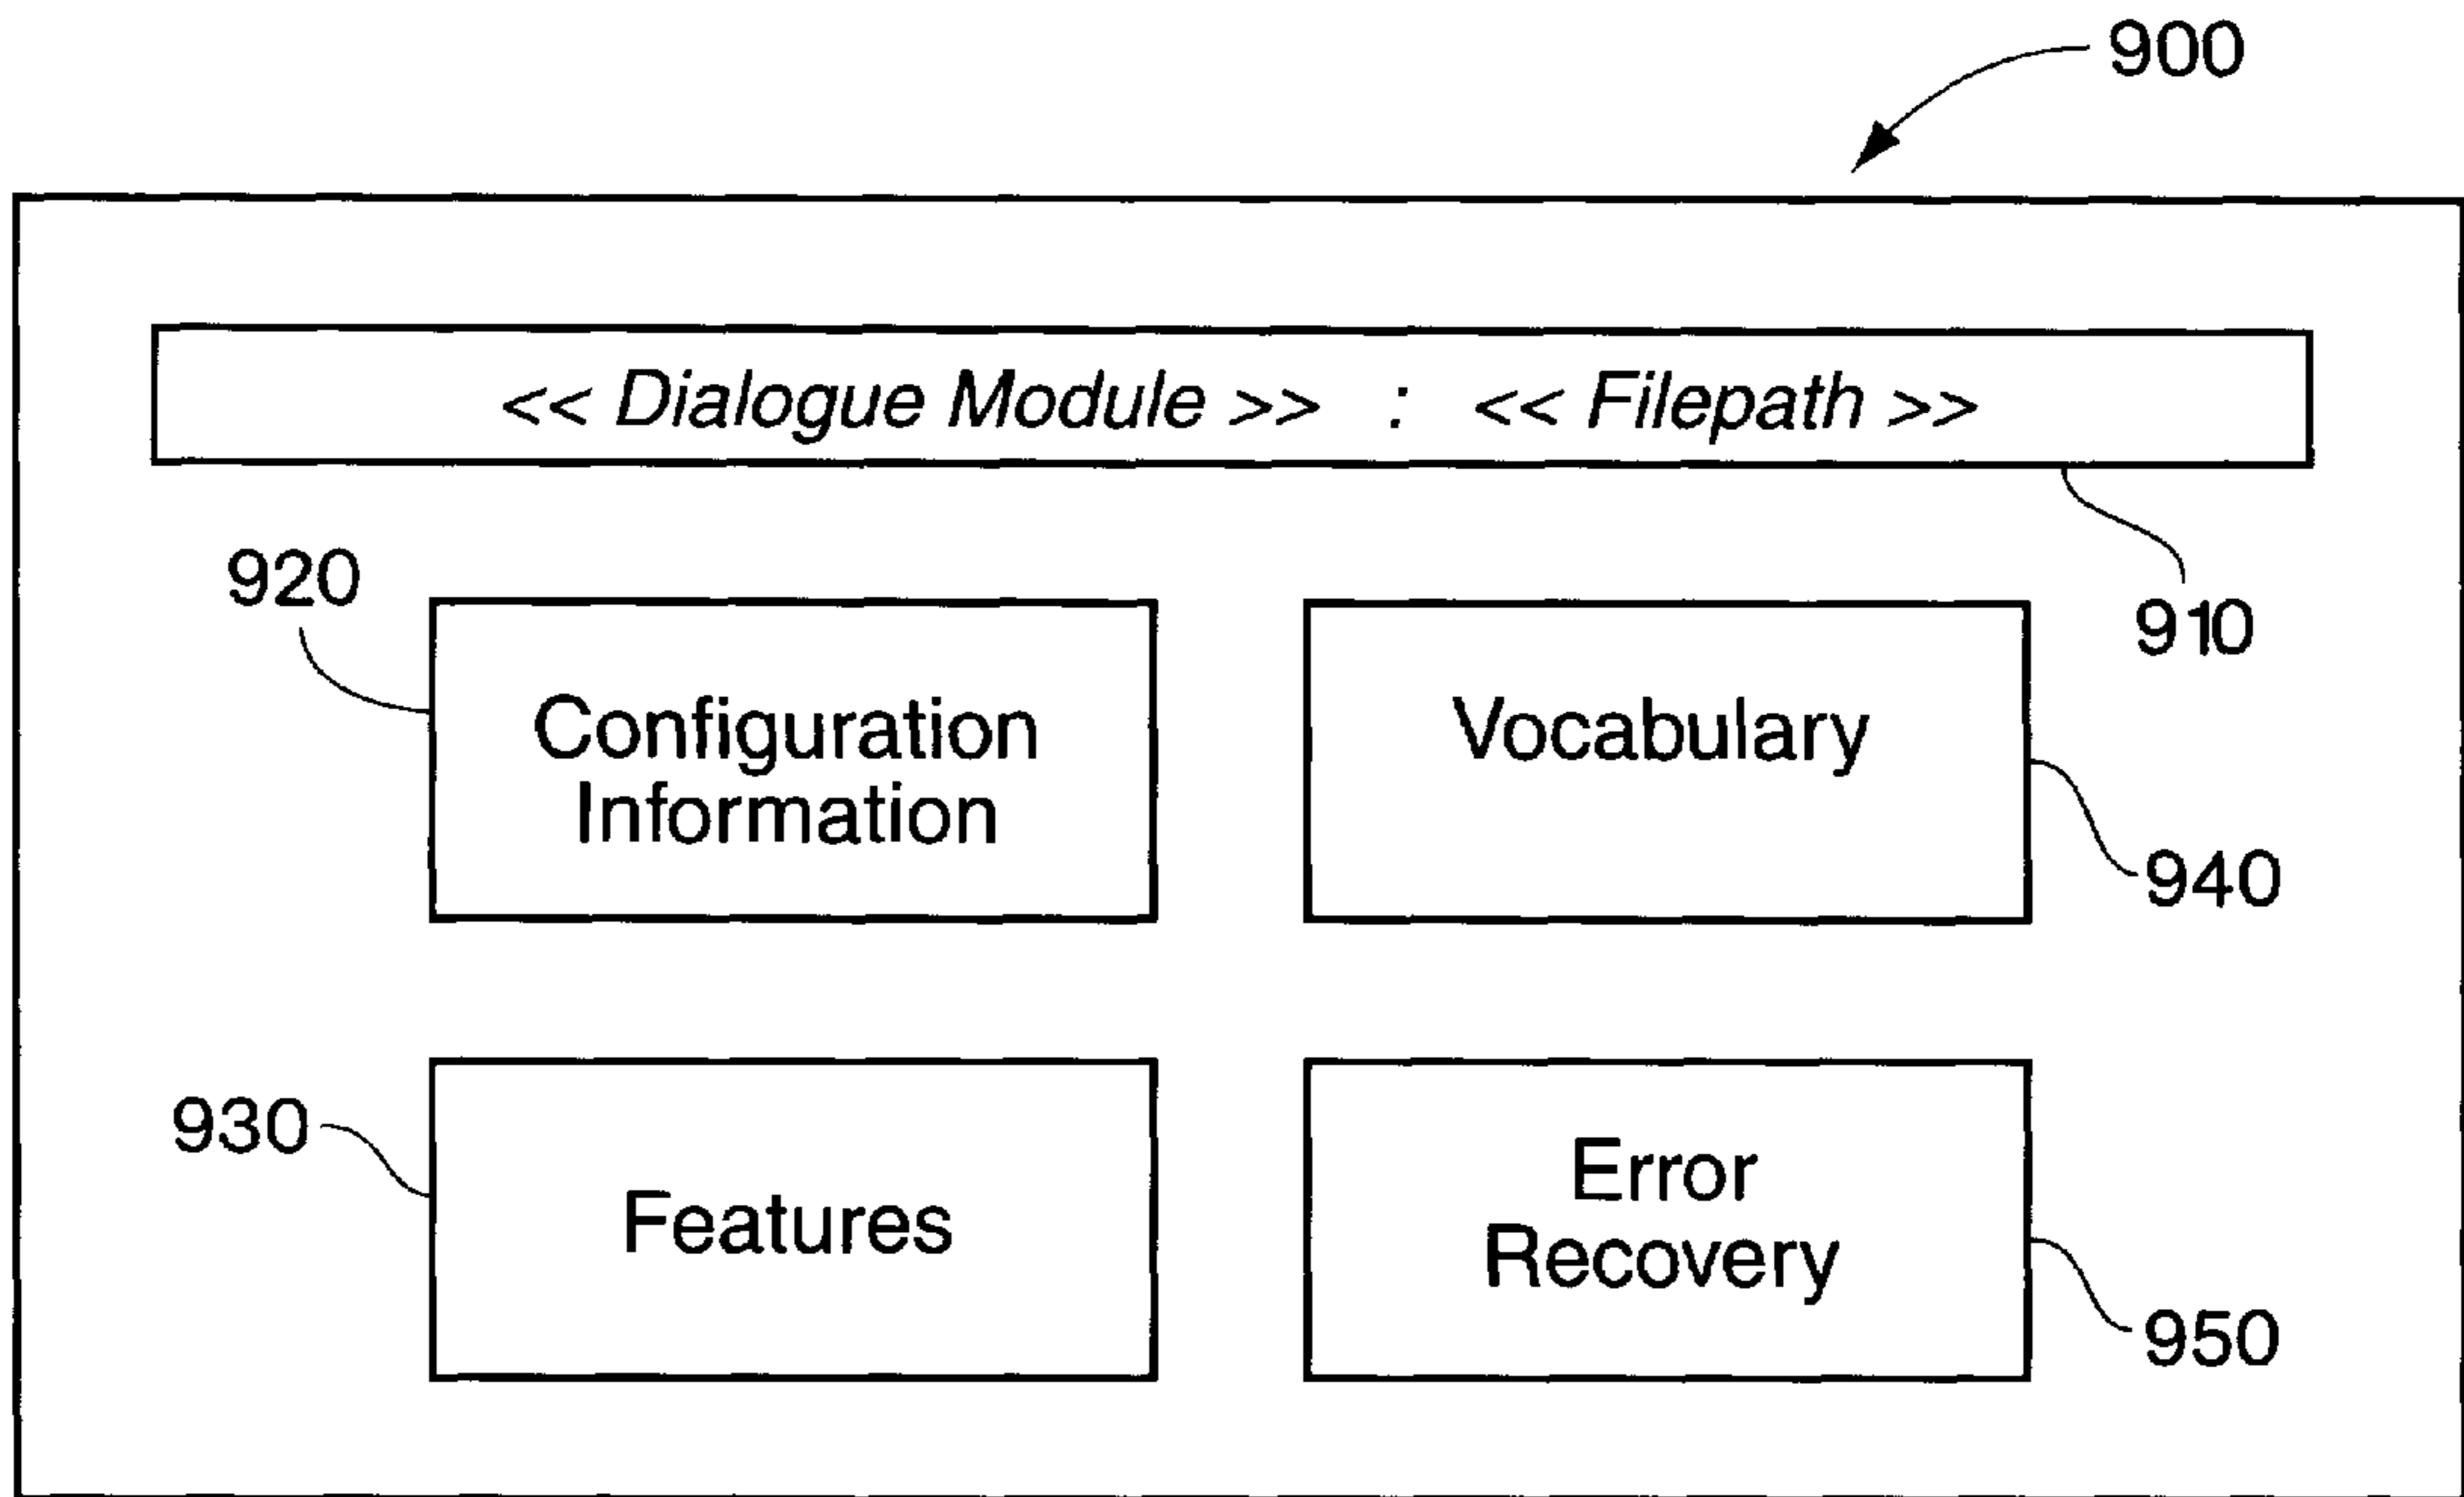 900
<< Dialogue Module >> : << Filepath >>
910
920
Configuration
Information
Vocabulary
940
930
Features
Error
Recovery
950